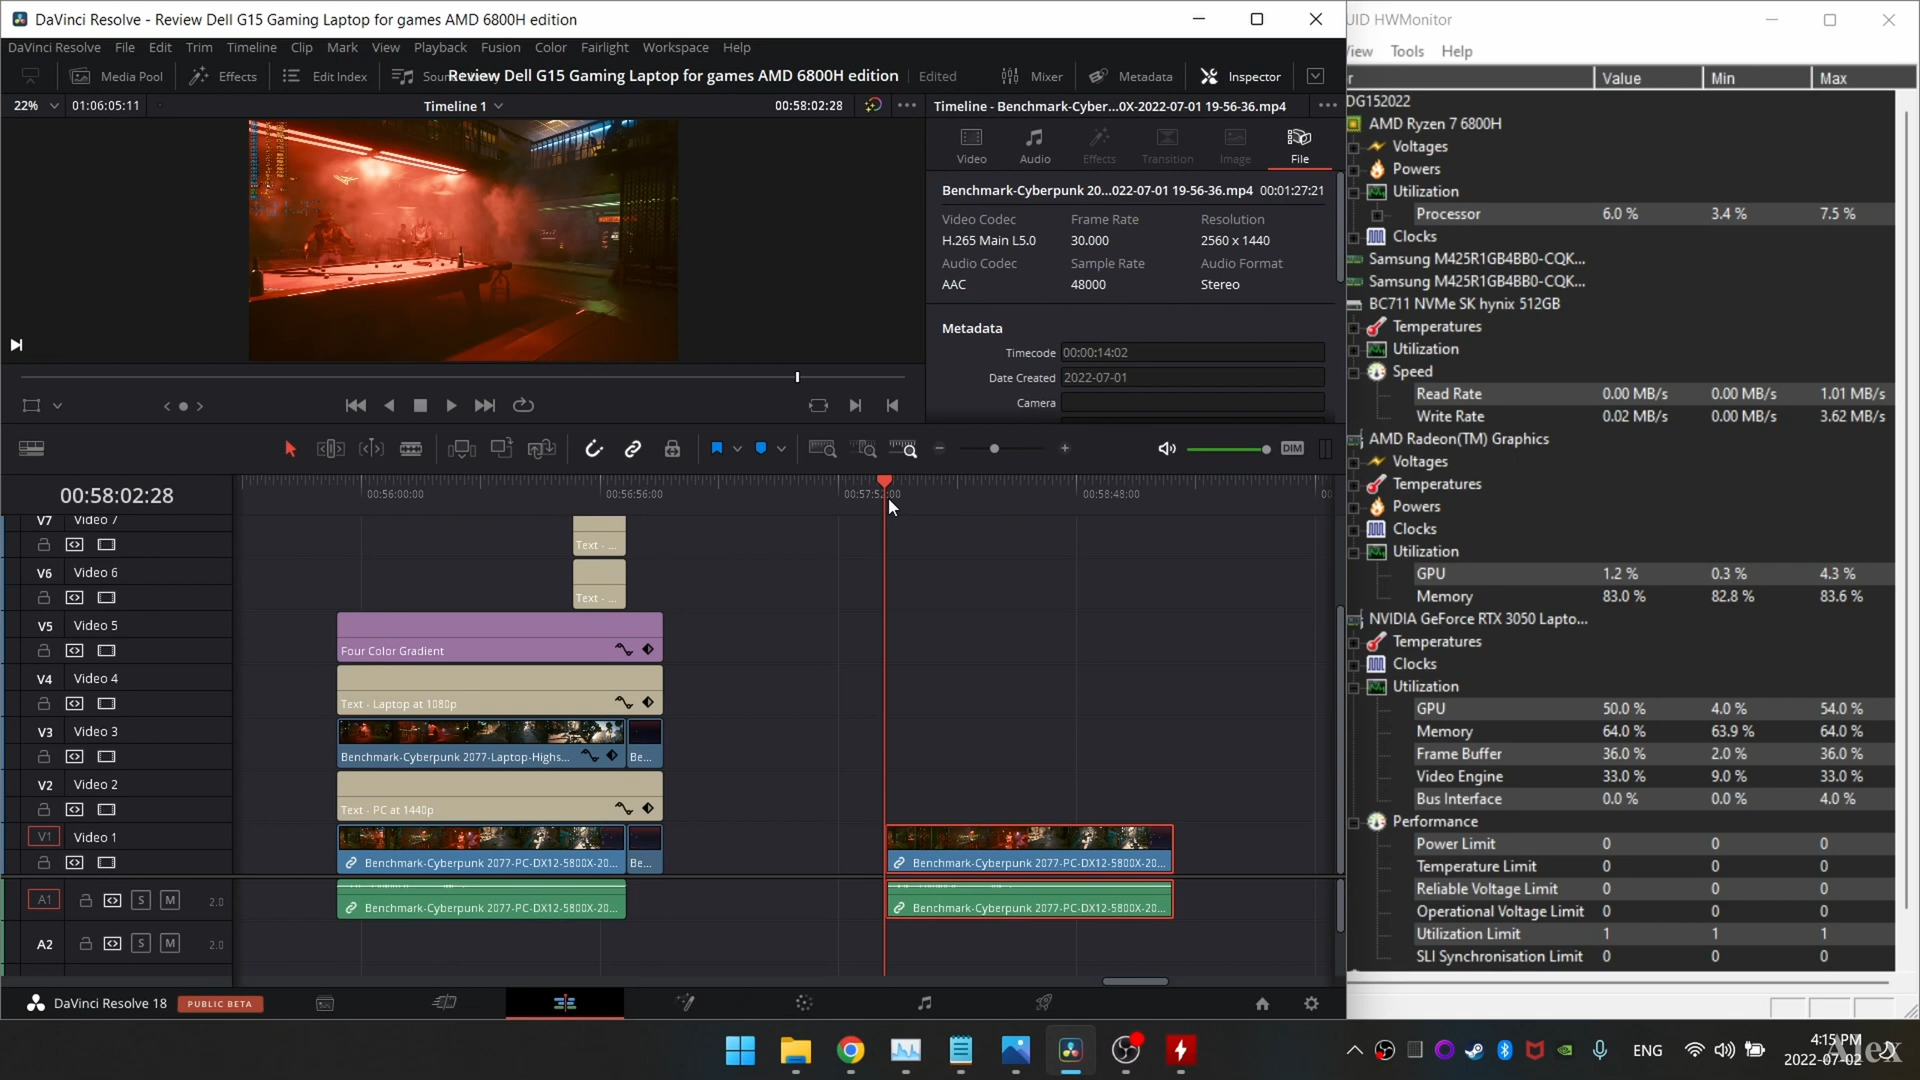 DaVinci Resolve - Review Dell G15 Gaming Laptop for games AMD 6800H edition
DaVinci Resolve File Edit Trim Timeline Clip Mark View Playback Fusion Color Fairlight Workspace Help
Media Pool Effects Edit Index Review Dell G15 Gaming Laptop for games AMD 6800H edition Edited Mixer Metadata Inspector
22% 01:06:05:11 Timeline 1 00:58:02:28 Timeline - Benchmark-Cyber...0X-2022-07-01 19-56-36.mp4
Video Audio Effects Transition Image File
Benchmark-Cyberpunk 20...022-07-01 19-56-36.mp4 00:01:27:21
Video Codec Frame Rate Resolution
H.265 Main L5.0 30.000 2560 x 1440
Audio Codec Sample Rate Audio Format
AAC 48000 Stereo
Metadata
Timecode 00:00:14:02
Date Created 2022-07-01
Camera
DIM
00:58:02:28 00:56:00:00 00:56:56:00 00:57:52:00 00:58:48:00
V7 Video 7
Text - ...
V6 Video 6
Text - ...
V5 Video 5
Four Color Gradient
V4 Video 4
Text - Laptop at 1080p
V3 Video 3
Benchmark-Cyberpunk 2077-Laptop-Highs... Be...
V2 Video 2
Text - PC at 1440p
V1 Video 1
Benchmark-Cyberpunk 2077-PC-DX12-5800X-20... Be... Benchmark-Cyberpunk 2077-PC-DX12-5800X-20...
A1 S M 2.0 Benchmark-Cyberpunk 2077-PC-DX12-5800X-20... Benchmark-Cyberpunk 2077-PC-DX12-5800X-20...
A2 S M 2.0
DaVinci Resolve 18 PUBLIC BETA
UID HWMonitor
View Tools Help
r Value Min Max
DG152022
AMD Ryzen 7 6800H
Voltages
Powers
Utilization
Processor 6.0 % 3.4 % 7.5 %
Clocks
Samsung M425R1GB4BB0-CQK...
Samsung M425R1GB4BB0-CQK...
BC711 NVMe SK hynix 512GB
Temperatures
Utilization
Speed
Read Rate 0.00 MB/s 0.00 MB/s 1.01 MB/s
Write Rate 0.02 MB/s 0.00 MB/s 3.62 MB/s
AMD Radeon(TM) Graphics
Voltages
Temperatures
Powers
Clocks
Utilization
GPU 1.2 % 0.3 % 4.3 %
Memory 83.0 % 82.8 % 83.6 %
NVIDIA GeForce RTX 3050 Lapto...
Temperatures
Clocks
Utilization
GPU 50.0 % 4.0 % 54.0 %
Memory 64.0 % 63.9 % 64.0 %
Frame Buffer 36.0 % 2.0 % 36.0 %
Video Engine 33.0 % 9.0 % 33.0 %
Bus Interface 0.0 % 0.0 % 4.0 %
Performance
Power Limit 0 0 0
Temperature Limit 0 0 0
Reliable Voltage Limit 0 0 0
Operational Voltage Limit 0 0 0
Utilization Limit 1 1 1
SLI Synchronisation Limit 0 0 0
ENG
4:15 PM
2022-07-02
Alex